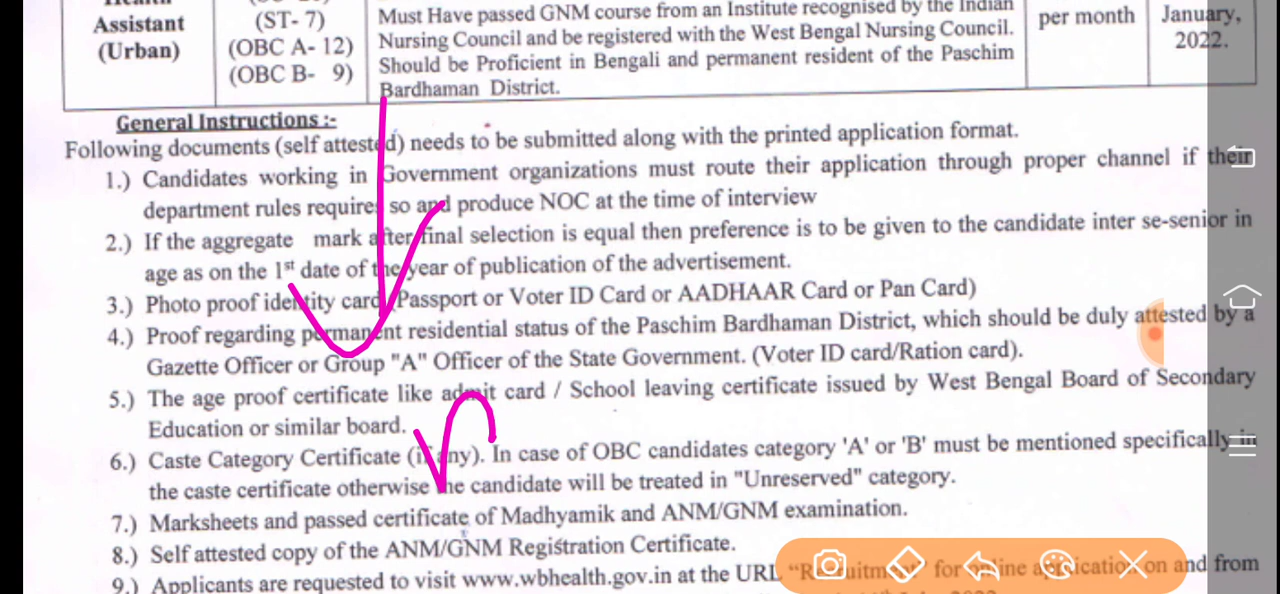 Assistant
(Urban)
(ST- 7)
(OBC A- 12)
(OBC B- 9)
Must Have passed GNM course from an Institute recognised by the Indian
Nursing Council and be registered with the West Bengal Nursing Council.
Should be Proficient in Bengali and permanent resident of the Paschim
Bardhaman District.
per month
January,
2022.
General Instructions :-
Following documents (self attested) needs to be submitted along with the printed application format.
1.) Candidates working in Government organizations must route their application through proper channel if their
department rules requires so and produce NOC at the time of interview
2.) If the aggregate mark after final selection is equal then preference is to be given to the candidate inter se-senior in
age as on the 1st date of the year of publication of the advertisement.
3.) Photo proof identity card (Passport or Voter ID Card or AADHAAR Card or Pan Card)
4.) Proof regarding permanent residential status of the Paschim Bardhaman District, which should be duly attested by a
Gazette Officer or Group "A" Officer of the State Government. (Voter ID card/Ration card).
5.) The age proof certificate like admit card / School leaving certificate issued by West Bengal Board of Secondary
Education or similar board.
6.) Caste Category Certificate (if any). In case of OBC candidates category 'A' or 'B' must be mentioned specifically in
the caste certificate otherwise the candidate will be treated in "Unreserved" category.
7.) Marksheets and passed certificate of Madhyamik and ANM/GNM examination.
8.) Self attested copy of the ANM/GNM Registration Certificate.
9.) Applicants are requested to visit www.wbhealth.gov.in at the URL "Recruitment" for online application on and from